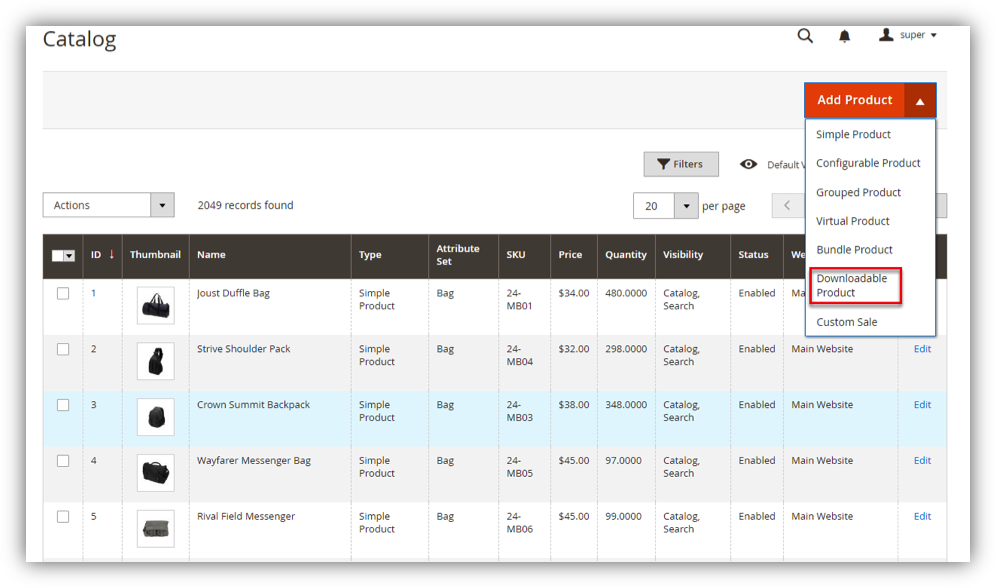 Catalog
super
Add Product
Simple Product
Configurable Product
Grouped Product
Virtual Product
Bundle Product
Downloadable
Product
Custom Sale
Filters
Default V
Actions
2049 records found
20
per page
ID ↓ Thumbnail Name Type Attribute Set SKU Price Quantity Visibility Status We
1 Joust Duffle Bag Simple Product Bag 24-MB01 $34.00 480.0000 Catalog, Search Enabled Ma
2 Strive Shoulder Pack Simple Product Bag 24-MB04 $32.00 298.0000 Catalog, Search Enabled Main Website Edit
3 Crown Summit Backpack Simple Product Bag 24-MB03 $38.00 348.0000 Catalog, Search Enabled Main Website Edit
4 Wayfarer Messenger Bag Simple Product Bag 24-MB05 $45.00 97.0000 Catalog, Search Enabled Main Website Edit
5 Rival Field Messenger Simple Product Bag 24-MB06 $45.00 99.0000 Catalog, Search Enabled Main Website Edit